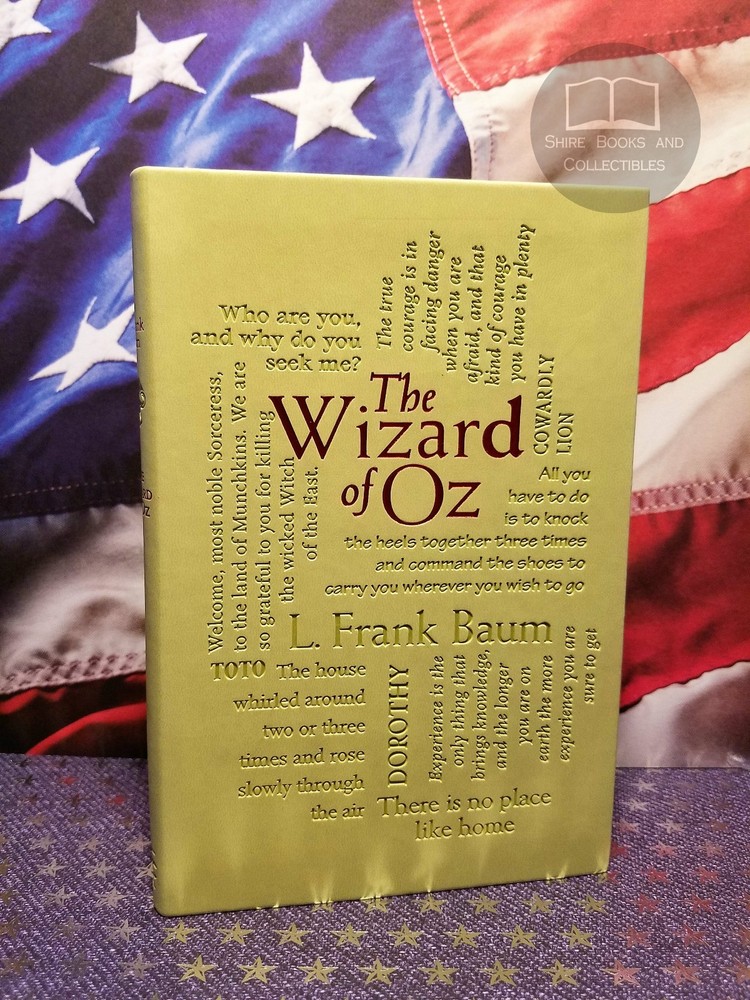 SHIRE BOOKS AND
COLLECTIBLES
Who are you,
and why do you
seek me?
The true
courage is in
facing danger
when you are
afraid, and that
kind of courage
you have in plenty
COWARDLY
LION
Welcome, most noble Sorceress,
to the land of Munchkins. We are
so grateful to you for killing
the wicked Witch
of the East.
The
Wizard
of Oz
All you
have to do
is to knock
the heels together three times
and command the shoes to
carry you wherever you wish to go
L. Frank Baum
TOTO The house
whirled around
two or three
times and rose
slowly through
the air
DOROTHY
Experience is the
only thing that
brings knowledge,
and the longer
you are on
earth the more
experience you are
sure to get
There is no place
like home